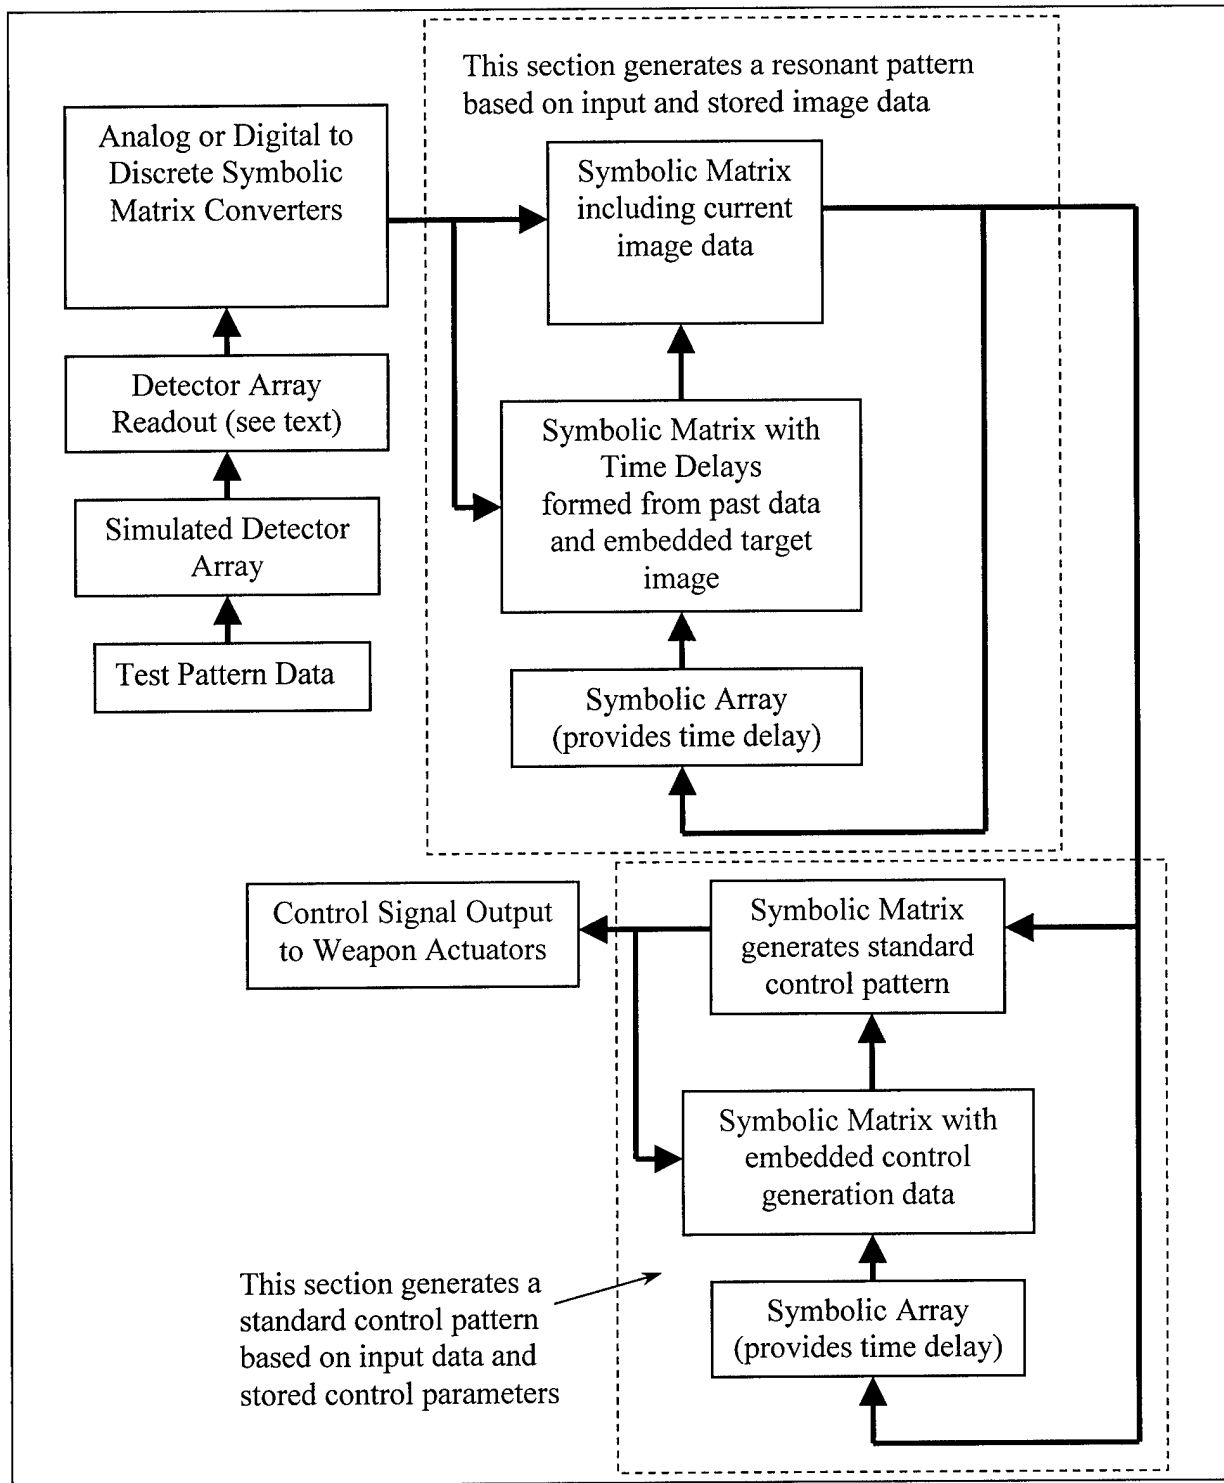 This section generates a resonant pattern
based on input and stored image data
Analog or Digital to
Discrete Symbolic
Matrix Converters
Symbolic Matrix
including current
image data
Detector Array
Readout (see text)
Symbolic Matrix with
Time Delays
formed from past data
and embedded target
image
Simulated Detector
Array
Test Pattern Data
Symbolic Array
(provides time delay)
Control Signal Output
to Weapon Actuators
Symbolic Matrix
generates standard
control pattern
Symbolic Matrix with
embedded control
generation data
This section generates a
standard control pattern
based on input data and
stored control parameters
Symbolic Array
(provides time delay)